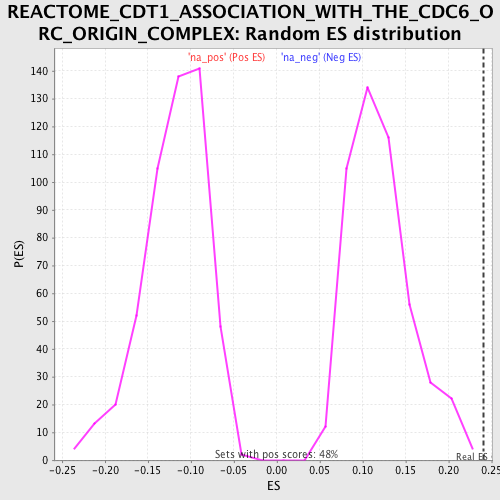 REACTOME_CDT1_ASSOCIATION_WITH_THE_CDC6_O
RC_ORIGIN_COMPLEX: Random ES distribution
'na_pos' (Pos ES) 'na_neg' (Neg ES)
140
130
120
110
100
90
80
70
60
50
40
30
20
10
0
P(ES)
Sets with pos scores: 48%
Real ES
-0.25 -0.20 -0.15 -0.10 -0.05 0.00 0.05 0.10 0.15 0.20 0.25
ES